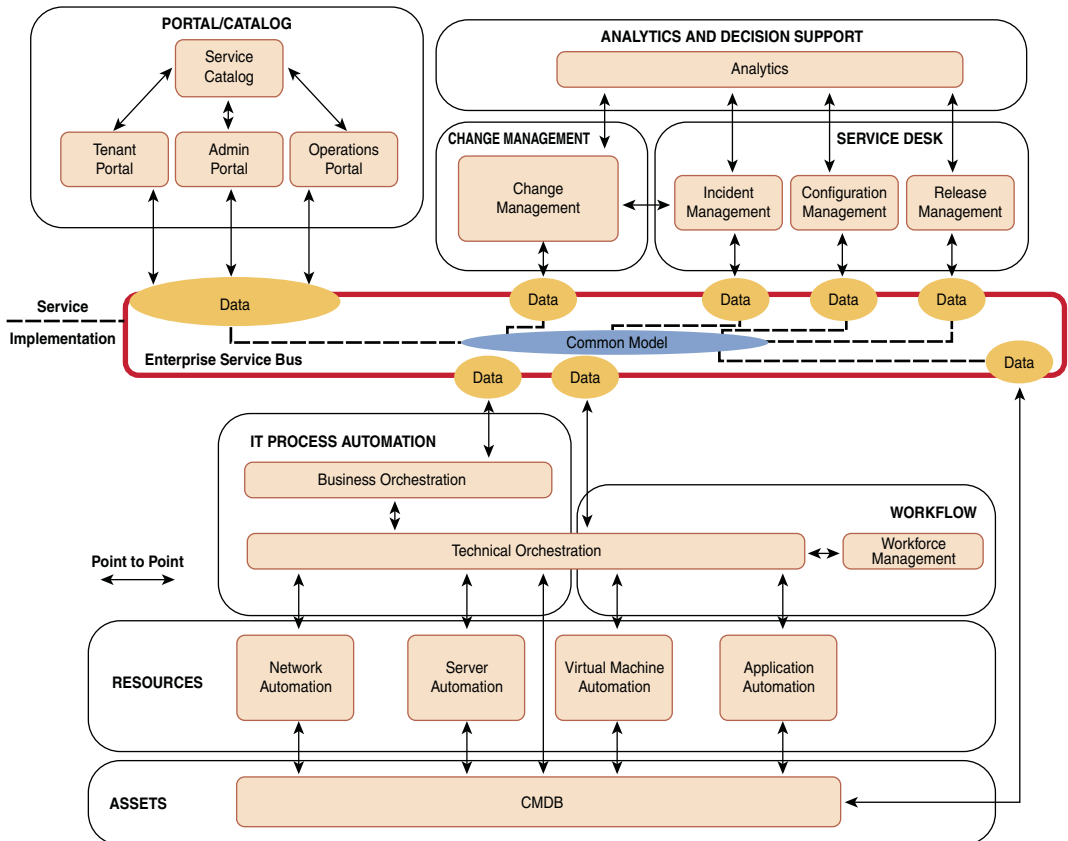 PORTAL/CATALOG
Service
Catalog
Tenant
Portal
Admin
Portal
Operations
Portal
ANALYTICS AND DECISION SUPPORT
Analytics
CHANGE MANAGEMENT
Change
Management
SERVICE DESK
Incident
Management
Configuration
Management
Release
Management
Service
Implementation
Data
Data
Data
Data
Data
Common Model
Enterprise Service Bus
Data
Data
Data
IT PROCESS AUTOMATION
Business Orchestration
Technical Orchestration
WORKFLOW
Workforce
Management
Point to Point
RESOURCES
Network
Automation
Server
Automation
Virtual Machine
Automation
Application
Automation
ASSETS
CMDB